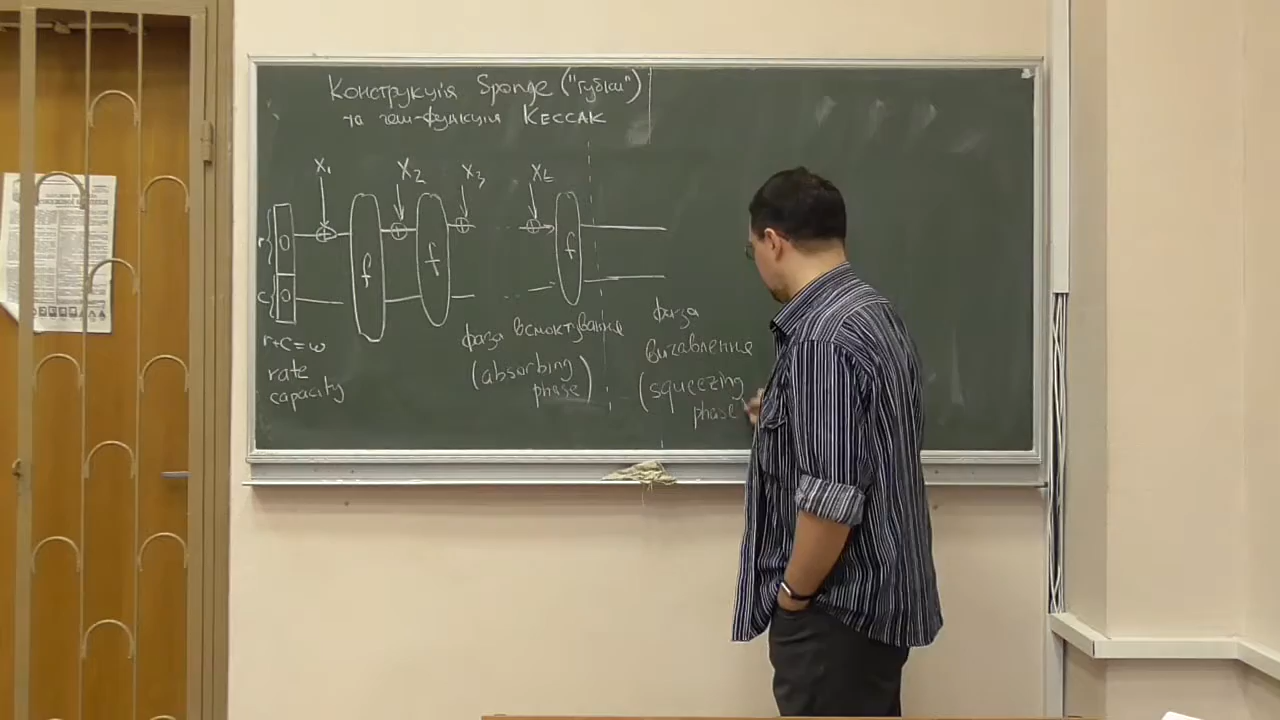 Конструкція Sponge ("Губки")
та геш-функція KECCAK
X₁ X₂ X₃ Xt
r 0 f f f
c 0
r+c=w
rate
capacity
фаза всмоктування
(absorbing
phase)
фаза
вичавлення
(squeezing
phase